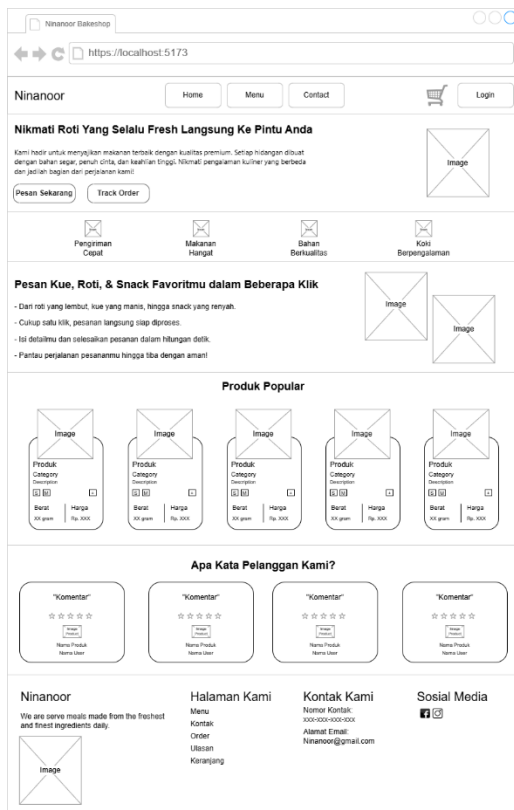 Ninanoor Bakeshop
https://localhost:5173
Ninanoor
Home
Menu
Contact
Login
Nikmati Roti Yang Selalu Fresh Langsung Ke Pintu Anda
Kami hadir untuk menyajikan makanan terbaik dengan kualitas premium. Setiap hidangan dibuat
dengan bahan segar, penuh cinta, dan keahlian tinggi. Nikmati pengalaman kuliner yang berbeda
dan jadilah bagian dari perjalanan kami!
Image
Pesan Sekarang
Track Order
Pengiriman
Cepat
Makanan
Hangat
Bahan
Berkualitas
Koki
Berpengalaman
Pesan Kue, Roti, & Snack Favoritmu dalam Beberapa Klik
- Dari roti yang lembut, kue yang manis, hingga snack yang renyah.
- Cukup satu klik, pesanan langsung siap diproses.
- Isi detailmu dan selesaikan pesanan dalam hitungan detik.
- Pantau perjalanan pesananmu hingga tiba dengan aman!
Image
Image
Produk Popular
Image
Produk
Category
Description
S M +
Berat Harga
XX gram Rp. XXX
Image
Produk
Category
Description
S M +
Berat Harga
XX gram Rp. XXX
Image
Produk
Category
Description
S M +
Berat Harga
XX gram Rp. XXX
Image
Produk
Category
Description
S M +
Berat Harga
XX gram Rp. XXX
Image
Produk
Category
Description
S M +
Berat Harga
XX gram Rp. XXX
Apa Kata Pelanggan Kami?
"Komentar"
Image
Product
Nama Produk
Nama User
"Komentar"
Image
Product
Nama Produk
Nama User
"Komentar"
Image
Product
Nama Produk
Nama User
"Komentar"
Image
Product
Nama Produk
Nama User
Ninanoor
We are serve meals made from the freshest
and finest ingredients daily.
Image
Halaman Kami
Menu
Kontak
Order
Ulasan
Keranjang
Kontak Kami
Nomor Kontak:
xxx-xxx-xxx-xxx
Alamat Email:
Ninanoor@gmail.com
Sosial Media